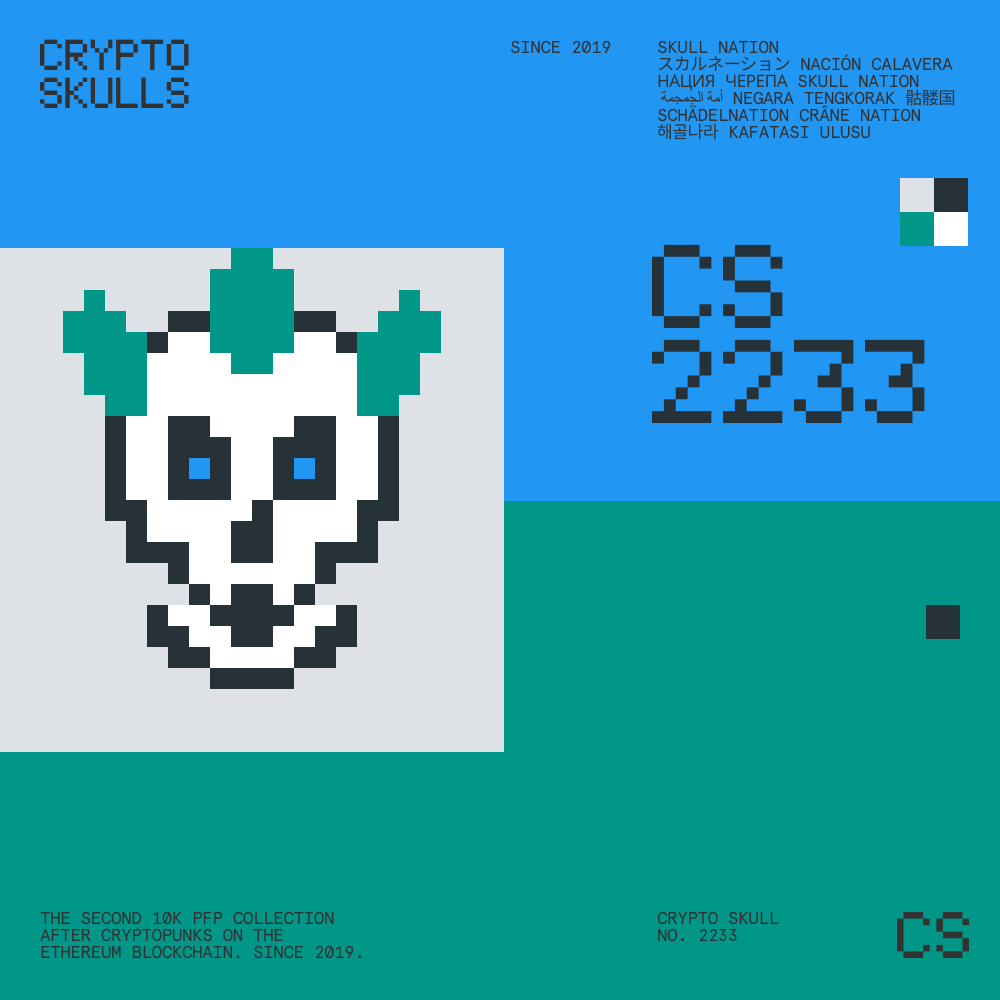 CRYPTO
SKULLS
SINCE 2019
SKULL NATION
スカルネーション NACIÓN CALAVERA
НАЦИЯ ЧЕРЕПА SKULL NATION
أمة الجمجمة NEGARA TENGKORAK 骷髅国
SCHÄDELNATION CRÂNE NATION
해골나라 KAFATASI ULUSU
CS
2233
THE SECOND 10K PFP COLLECTION
AFTER CRYPTOPUNKS ON THE
ETHEREUM BLOCKCHAIN. SINCE 2019.
CRYPTO SKULL
NO. 2233
CS